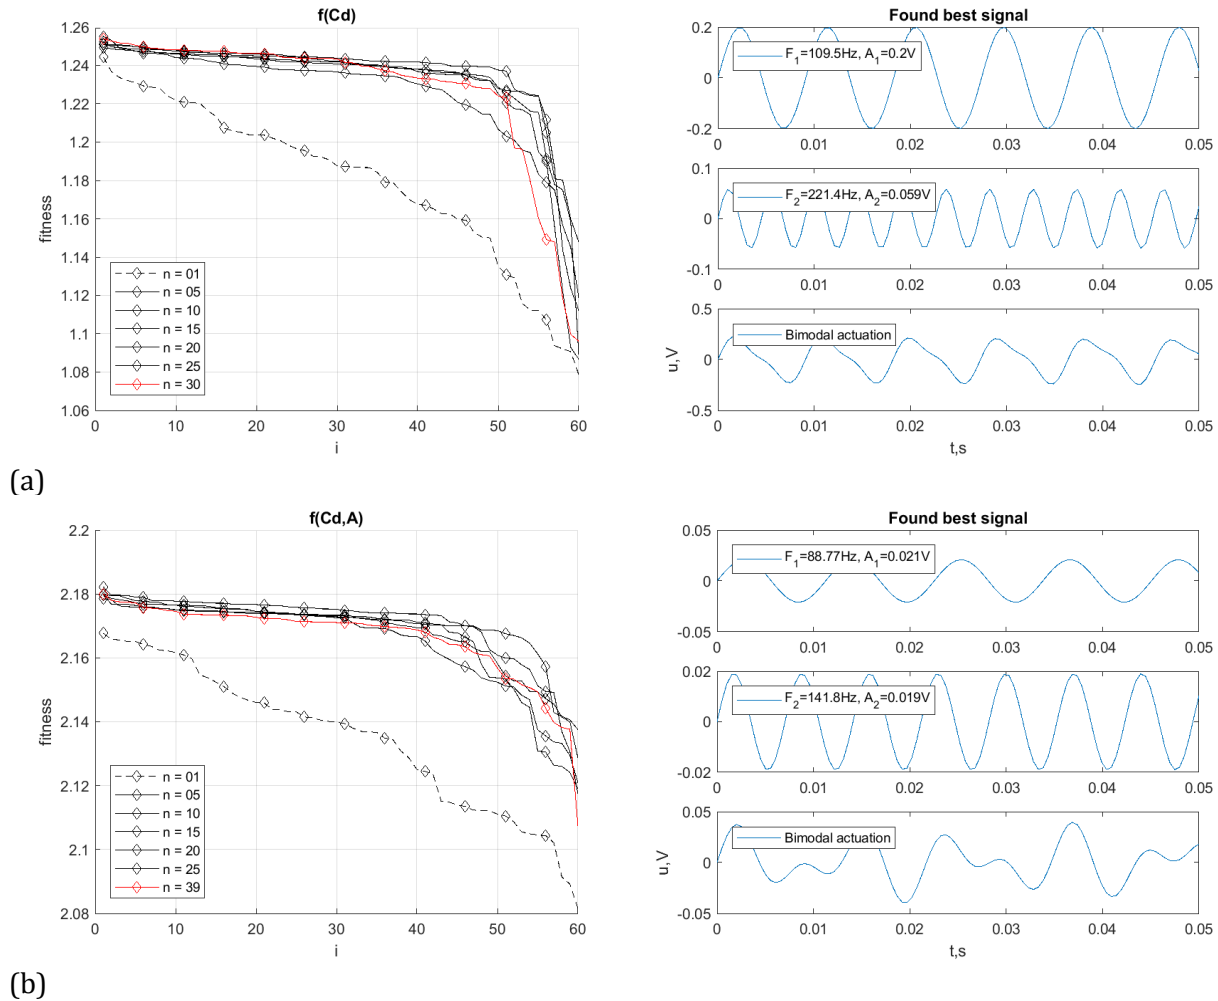 f(Cd)
fitness
1.26
1.24
1.22
1.2
1.18
1.16
1.14
1.12
1.1
1.08
1.06
0 10 20 30 40 50 60
i
n = 01
n = 05
n = 10
n = 15
n = 20
n = 25
n = 30
Found best signal
0.2
0
-0.2
F1=109.5Hz, A1=0.2V
0 0.01 0.02 0.03 0.04 0.05
0.1
0
-0.1
F2=221.4Hz, A2=0.059V
0 0.01 0.02 0.03 0.04 0.05
u,V
0.5
0
-0.5
Bimodal actuation
0 0.01 0.02 0.03 0.04 0.05
t,s
(a)
f(Cd,A)
fitness
2.2
2.18
2.16
2.14
2.12
2.1
2.08
0 10 20 30 40 50 60
i
n = 01
n = 05
n = 10
n = 15
n = 20
n = 25
n = 39
Found best signal
0.05
0
-0.05
F1=88.77Hz, A1=0.021V
0 0.01 0.02 0.03 0.04 0.05
0.02
0
-0.02
F2=141.8Hz, A2=0.019V
0 0.01 0.02 0.03 0.04 0.05
u,V
0.05
0
-0.05
Bimodal actuation
0 0.01 0.02 0.03 0.04 0.05
t,s
(b)